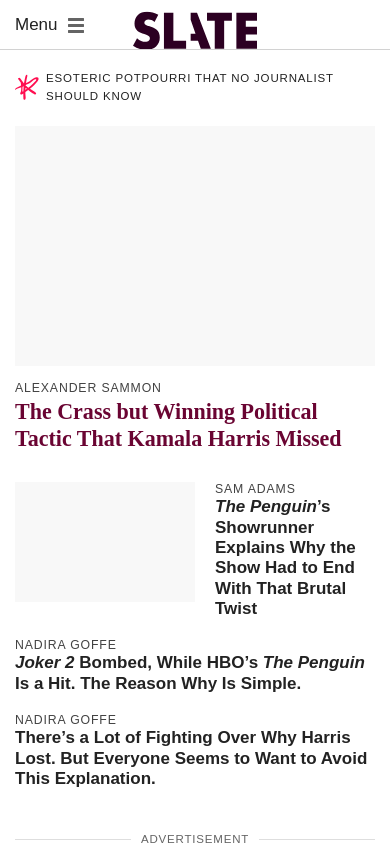 Menu
SLATE
ESOTERIC POTPOURRI THAT NO JOURNALIST
SHOULD KNOW
ALEXANDER SAMMON
The Crass but Winning Political
Tactic That Kamala Harris Missed
SAM ADAMS
The Penguin’s
Showrunner
Explains Why the
Show Had to End
With That Brutal
Twist
NADIRA GOFFE
Joker 2 Bombed, While HBO’s The Penguin
Is a Hit. The Reason Why Is Simple.
NADIRA GOFFE
There’s a Lot of Fighting Over Why Harris
Lost. But Everyone Seems to Want to Avoid
This Explanation.
ADVERTISEMENT